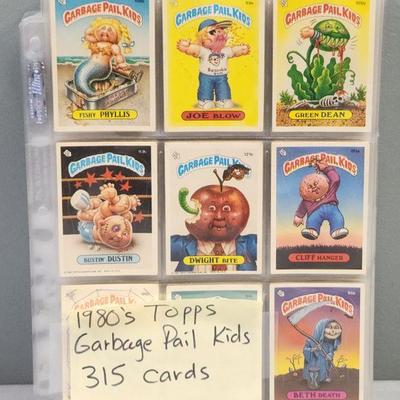 GARBAGE PAIL KIDS
FISHY PHYLLIS
GARBAGE PAIL KIDS
JOE BLOW
GARBAGE PAIL KIDS
GREEN DEAN
GARBAGE PAIL KIDS
BUSTIN' DUSTIN
GARBAGE PAIL KIDS
DWIGHT BITE
GARBAGE PAIL KIDS
CLIFF HANGER
GARBAGE PAIL KIDS
BETH DEATH
1980's TOPPS
Garbage Pail Kids
315 cards